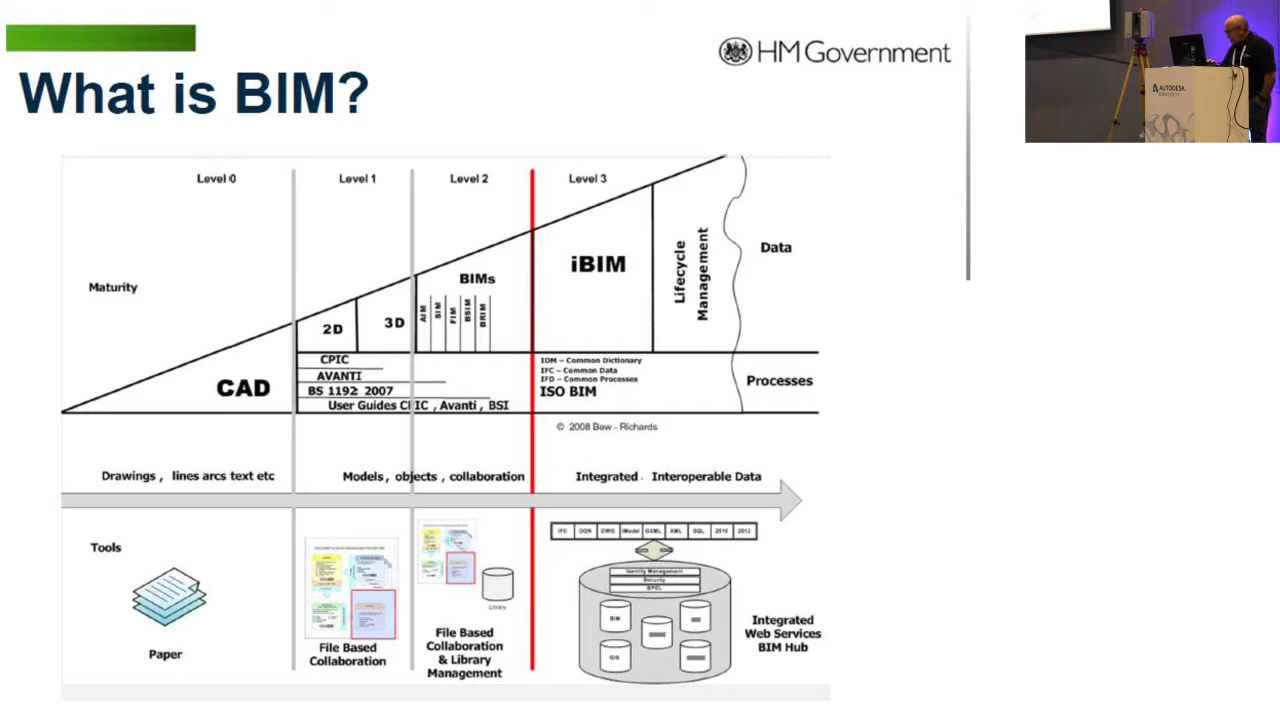 What is BIM?
HM Government
AUTODESK
UNIVERSITY
Level 0
Level 1
Level 2
Level 3
Maturity
CAD
2D
3D
BIMs
AIM
SIM
FIM
BSIM
BRIM
iBIM
Lifecycle
Management
Data
CPIC
AVANTI
BS 1192 2007
User Guides CPIC , Avanti , BSI
IDM – Common Dictionary
IFC – Common Data
IFD – Common Processes
ISO BIM
Processes
© 2008 Bew - Richards
Drawings , lines arcs text etc
Models , objects , collaboration
Integrated - Interoperable Data
Tools
Paper
File Based
Collaboration
Library
File Based
Collaboration
& Library
Management
IFC DGN DWG iModel GXML XML SQL 2010 2012
Identity Management
Security
BPEL
BIM
GIS
Integrated
Web Services
BIM Hub